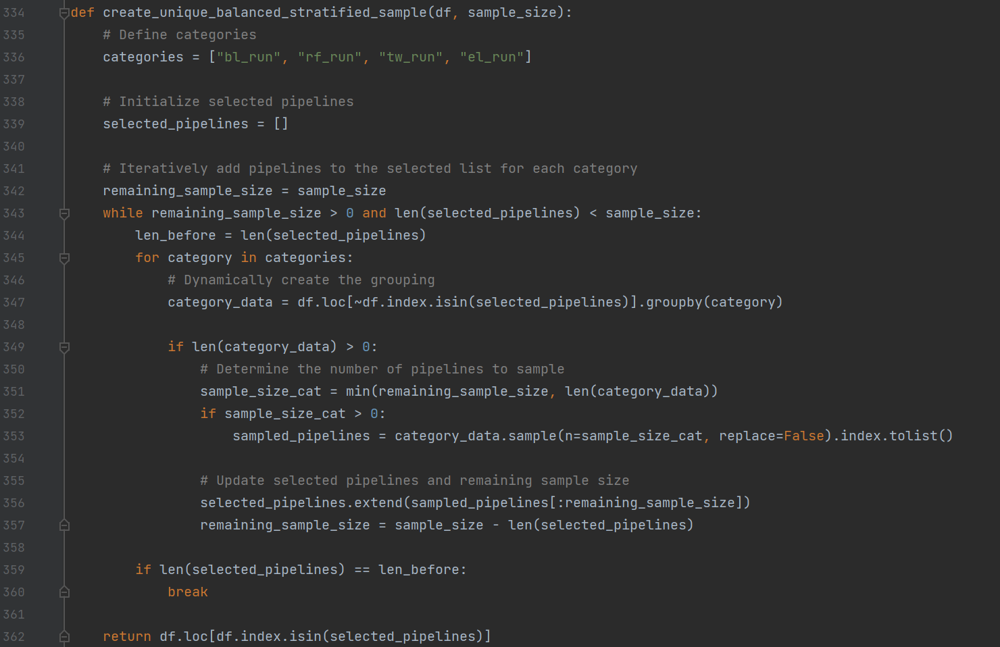 334 def create_unique_balanced_stratified_sample(df, sample_size):
335     # Define categories
336     categories = ["bl_run", "rf_run", "tw_run", "el_run"]
337
338     # Initialize selected pipelines
339     selected_pipelines = []
340
341     # Iteratively add pipelines to the selected list for each category
342     remaining_sample_size = sample_size
343     while remaining_sample_size > 0 and len(selected_pipelines) < sample_size:
344         len_before = len(selected_pipelines)
345         for category in categories:
346             # Dynamically create the grouping
347             category_data = df.loc[~df.index.isin(selected_pipelines)].groupby(category)
348
349             if len(category_data) > 0:
350                 # Determine the number of pipelines to sample
351                 sample_size_cat = min(remaining_sample_size, len(category_data))
352                 if sample_size_cat > 0:
353                     sampled_pipelines = category_data.sample(n=sample_size_cat, replace=False).index.tolist()
354
355                 # Update selected pipelines and remaining sample size
356                 selected_pipelines.extend(sampled_pipelines[:remaining_sample_size])
357                 remaining_sample_size = sample_size - len(selected_pipelines)
358
359         if len(selected_pipelines) == len_before:
360             break
361
362     return df.loc[df.index.isin(selected_pipelines)]